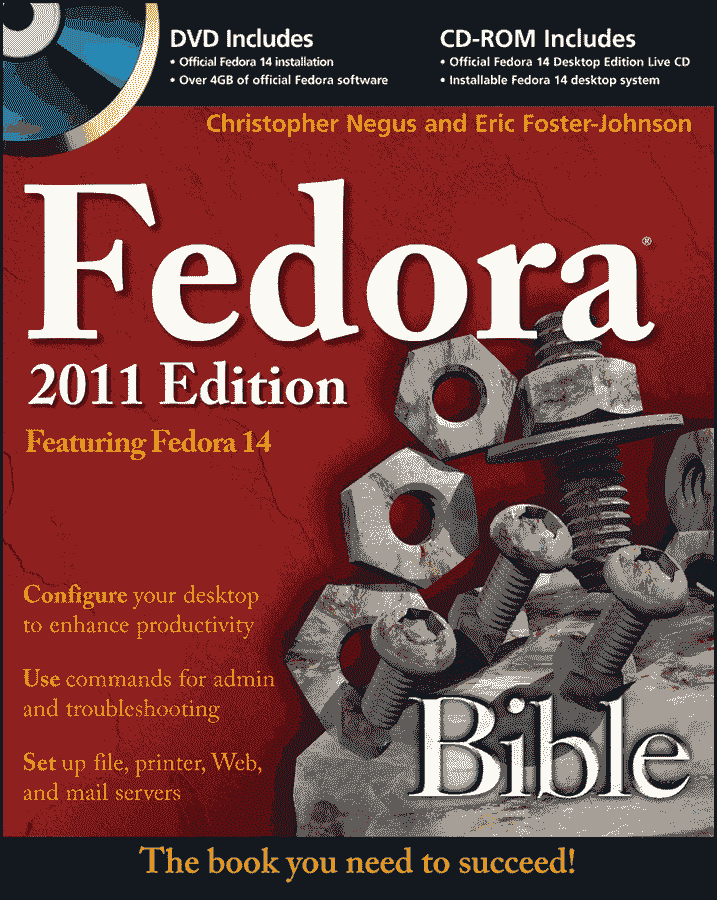 DVD Includes
• Official Fedora 14 installation
• Over 4GB of official Fedora software
CD-ROM Includes
• Official Fedora 14 Desktop Edition Live CD
• Installable Fedora 14 desktop system
Christopher Negus and Eric Foster-Johnson
Fedora®
2011 Edition
Featuring Fedora 14
Configure your desktop
to enhance productivity
Use commands for admin
and troubleshooting
Set up file, printer, Web,
and mail servers
Bible
The book you need to succeed!